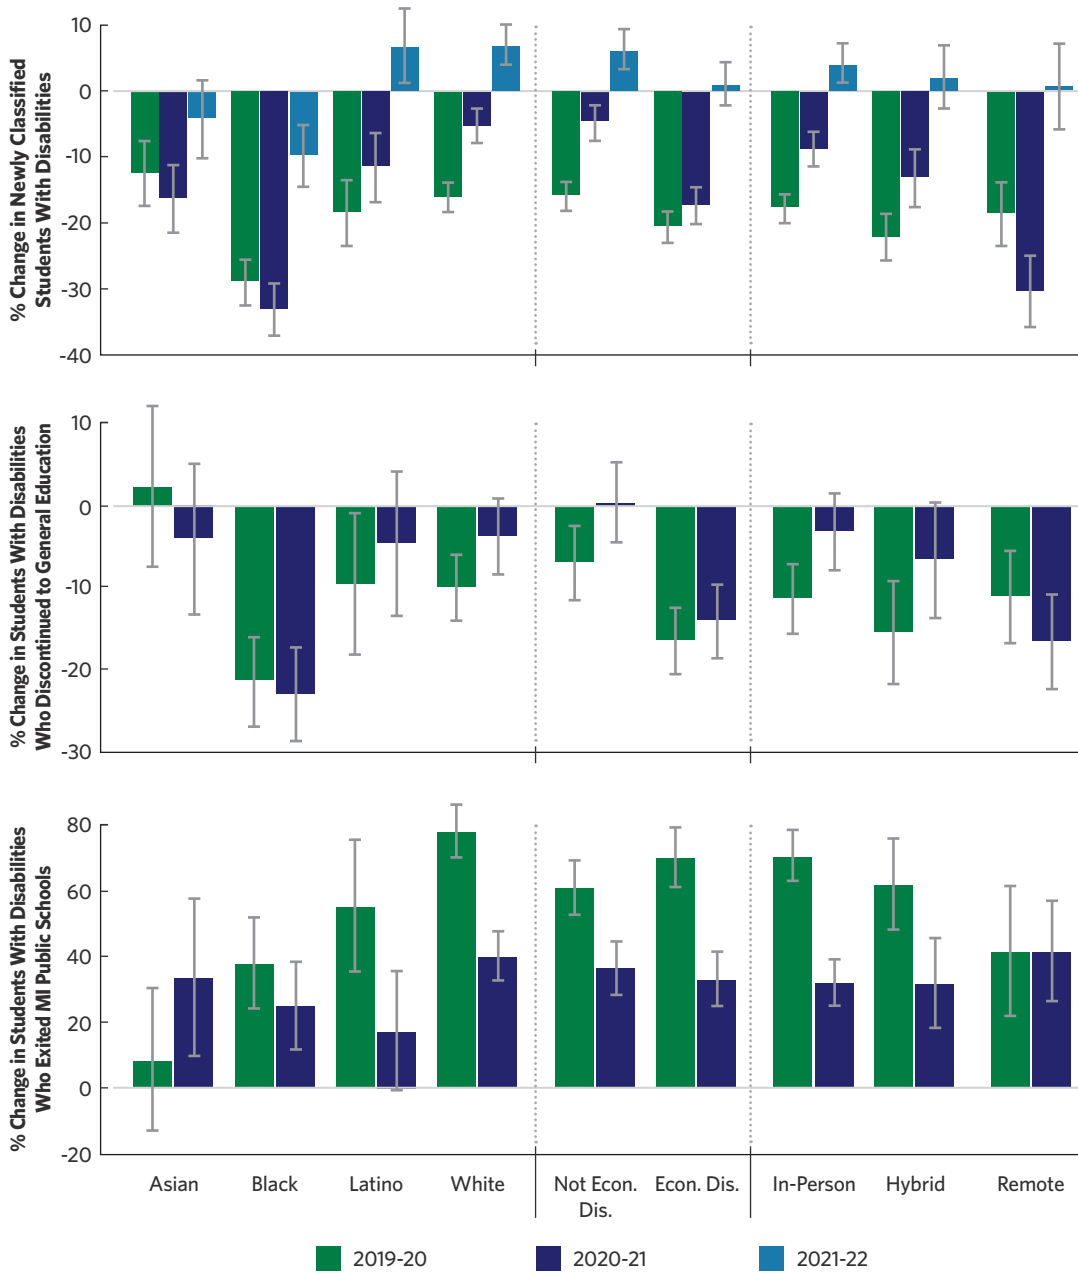 % Change in Newly Classified
Students With Disabilities
10
0
-10
-20
-30
-40
% Change in Students With Disabilities
Who Discontinued to General Education
10
0
-10
-20
-30
% Change in Students With Disabilities
Who Exited MI Public Schools
80
60
40
20
0
-20
Asian
Black
Latino
White
Not Econ.
Dis.
Econ. Dis.
In-Person
Hybrid
Remote
2019-20
2020-21
2021-22